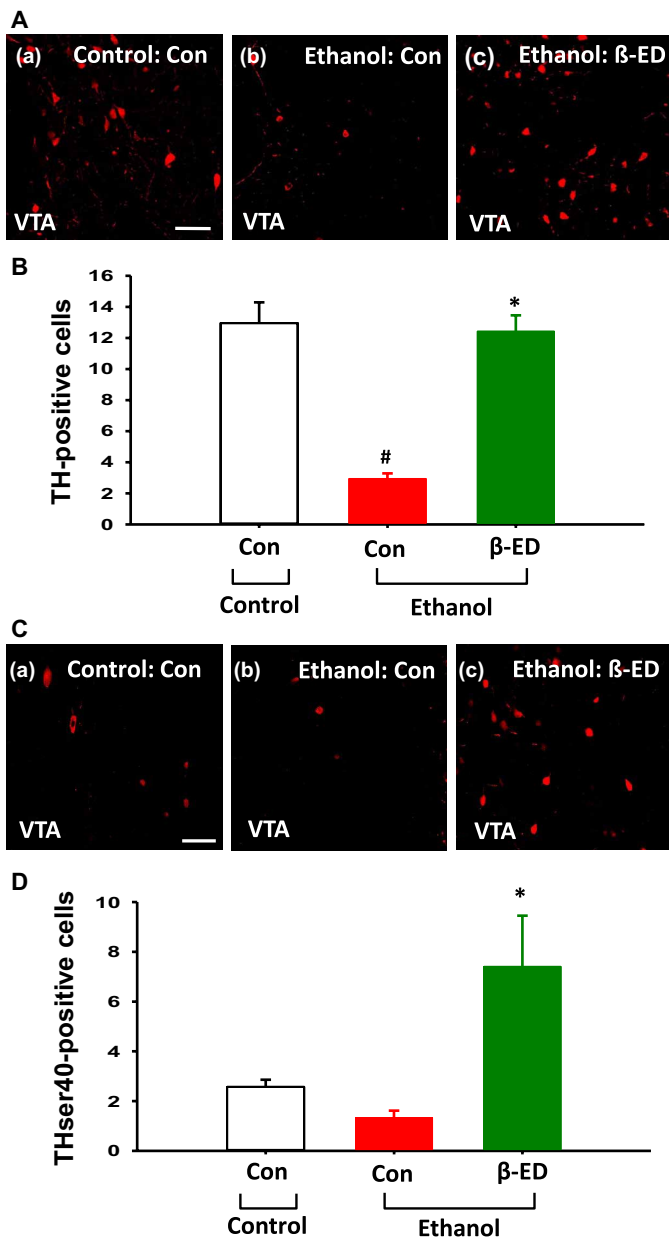 A
(a) Control: Con
(b) Ethanol: Con
(c) Ethanol: ß-ED
VTA
VTA
VTA
B
TH-positive cells
16
14
12
10
8
6
4
2
0
#
*
Con
Con
β-ED
Control
Ethanol
C
(a) Control: Con
(b) Ethanol: Con
(c) Ethanol: ß-ED
VTA
VTA
VTA
D
THser40-positive cells
10
8
6
4
2
0
*
Con
Con
β-ED
Control
Ethanol